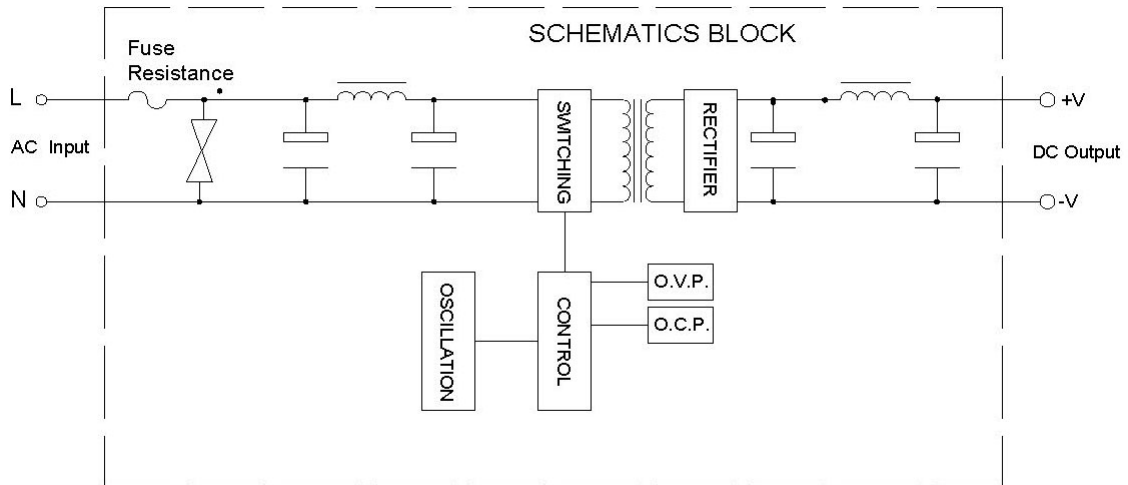 SCHEMATICS BLOCK
Fuse
Resistance
L
+V
AC Input
DC Output
N
-V
SWITCHING
RECTIFIER
OSCILLATION
CONTROL
O.V.P.
O.C.P.